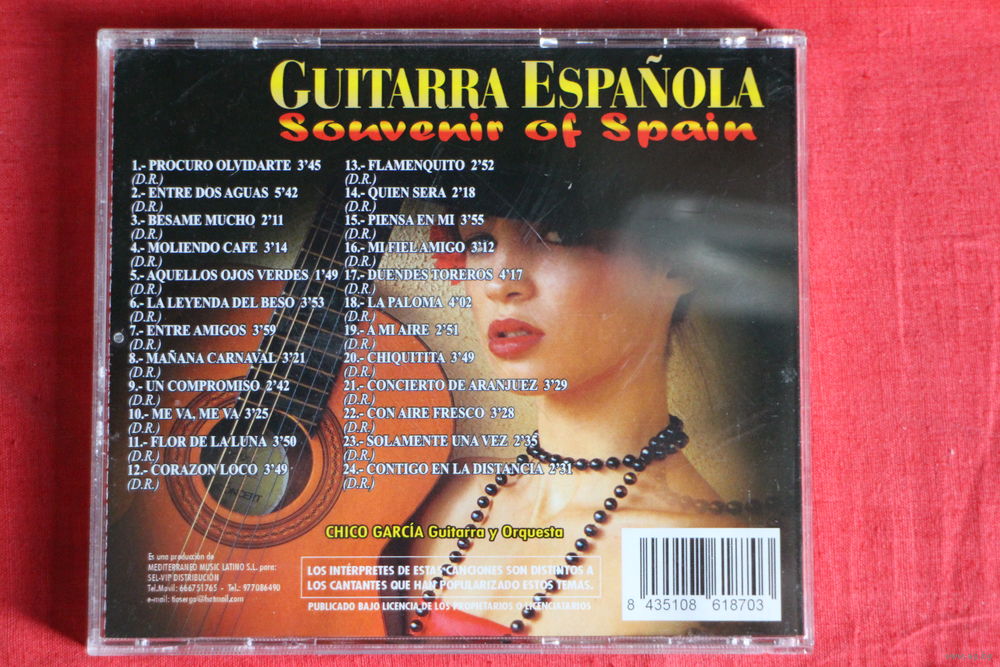 GUITARRA ESPAÑOLA
Souvenir of Spain
1.- PROCURO OLVIDARTE 3'45
(D.R.)
2.- ENTRE DOS AGUAS 5'42
(D.R.)
3.- BESAME MUCHO 2'11
(D.R.)
4.- MOLIENDO CAFE 3'14
(D.R.)
5.- AQUELLOS OJOS VERDES 1'49
(D.R.)
6.- LA LEYENDA DEL BESO 3'53
(D.R.)
7.- ENTRE AMIGOS 3'59
(D.R.)
8.- MAÑANA CARNAVAL 3'21
(D.R.)
9.- UN COMPROMISO 2'42
(D.R.)
10.- ME VA, ME VA 3'25
(D.R.)
11.- FLOR DE LA LUNA 3'50
(D.R.)
12.- CORAZON LOCO 3'49
(D.R.)
13.- FLAMENQUITO 2'52
(D.R.)
14.- QUIEN SERA 2'18
(D.R.)
15.- PIENSA EN MI 3'55
(D.R.)
16.- MI FIEL AMIGO 3'12
(D.R.)
17.- DUENDES TOREROS 4'17
(D.R.)
18.- LA PALOMA 4'02
(D.R.)
19.- A MI AIRE 2'51
(D.R.)
20.- CHIQUITITA 3'49
(D.R.)
21.- CONCIERTO DE ARANJUEZ 3'29
(D.R.)
22.- CON AIRE FRESCO 3'28
(D.R.)
23.- SOLAMENTE UNA VEZ 2'35
(D.R.)
24.- CONTIGO EN LA DISTANCIA 2'31
(D.R.)
CHICO GARCÍA Guitarra y Orquesta
Es una producción de
MEDITERRANEO MUSIC LATINO S.L. para:
SEL-VIP DISTRIBUCIÓN
Tel.Móvil: 666751765 - Tel.: 977086490
e-mail: tioserga@hotmail.com
LOS INTÉRPRETES DE ESTAS CANCIONES SON DISTINTOS A
LOS CANTANTES QUE HAN POPULARIZADO ESTOS TEMAS.
PUBLICADO BAJO LICENCIA DE LOS PROPIETARIOS O LICENCIATARIOS
8 435108 618703